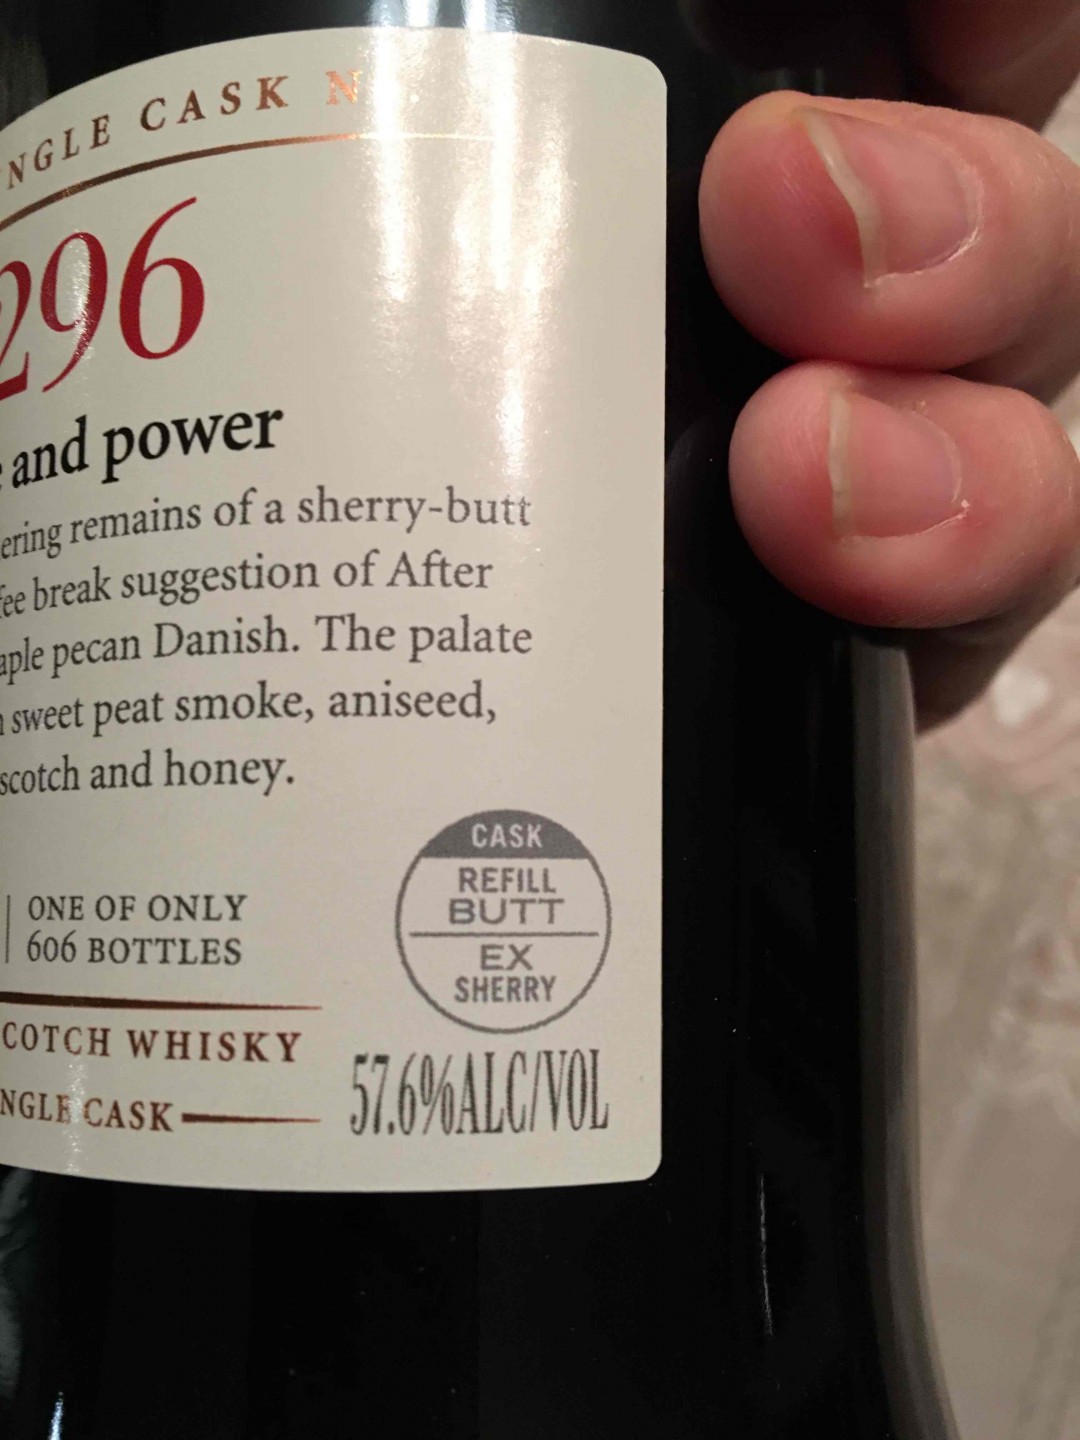 NGLE CASK N
296
and power
ering remains of a sherry-butt
fee break suggestion of After
aple pecan Danish. The palate
sweet peat smoke, aniseed,
scotch and honey.
CASK
REFILL
BUTT
EX
SHERRY
ONE OF ONLY
606 BOTTLES
COTCH WHISKY
NGLE CASK
57.6%ALC/VOL